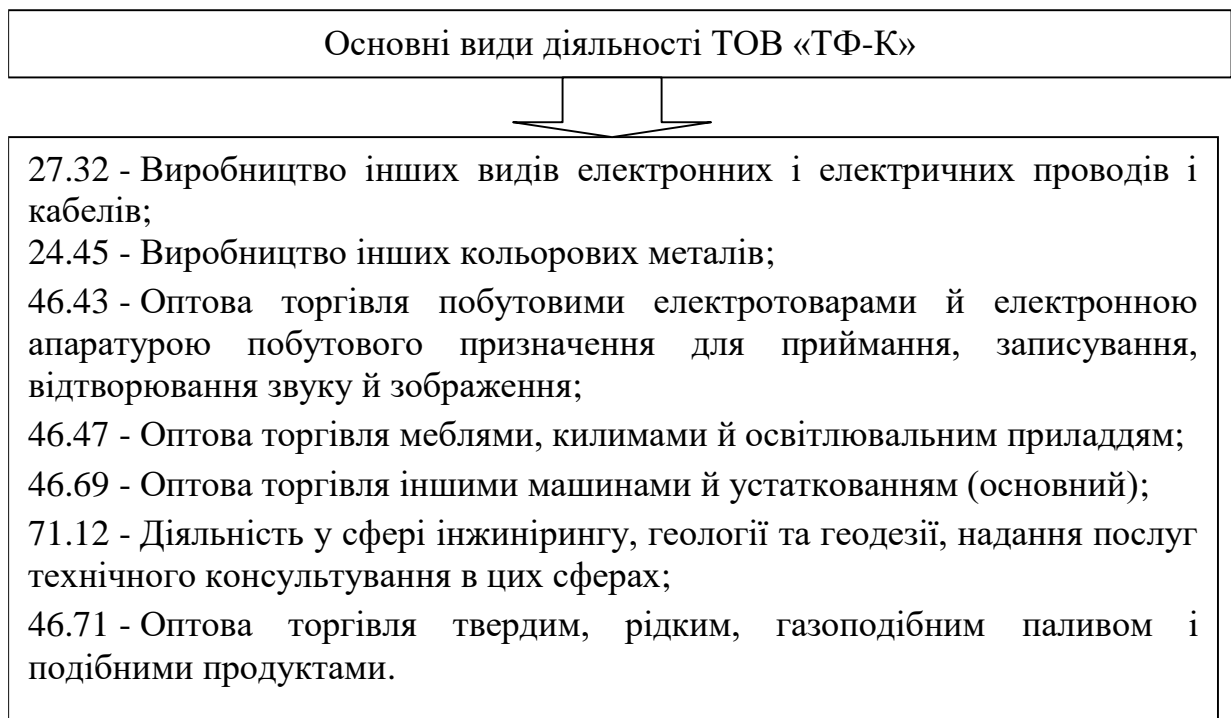 Основні види діяльності ТОВ «ТФ-К»
27.32 - Виробництво інших видів електронних і електричних проводів і
кабелів;
24.45 - Виробництво інших кольорових металів;
46.43 - Оптова торгівля побутовими електротоварами й електронною
апаратурою побутового призначення для приймання, записування,
відтворювання звуку й зображення;
46.47 - Оптова торгівля меблями, килимами й освітлювальним приладдям;
46.69 - Оптова торгівля іншими машинами й устаткованням (основний);
71.12 - Діяльність у сфері інжинірингу, геології та геодезії, надання послуг
технічного консультування в цих сферах;
46.71 - Оптова торгівля твердим, рідким, газоподібним паливом і
подібними продуктами.